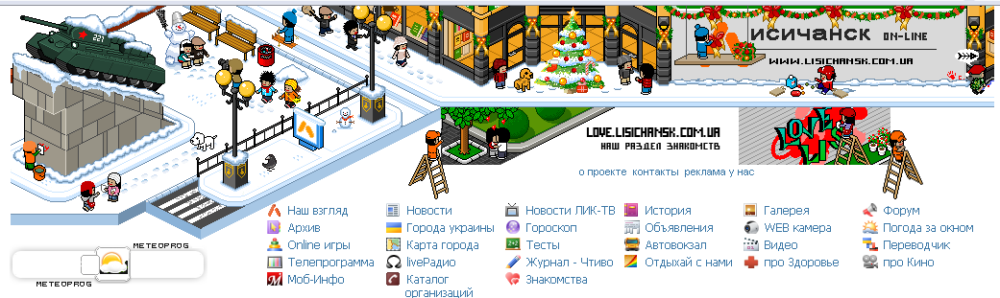 221
исичанск ON-LINE
WWW.LISICHANSK.COM.UA
LOVE.LISICHANSK.COM.UA
НАШ РАЗДЕЛ ЗНАКОМСТВ
LOVE
о проекте контакты реклама у нас
Наш взгляд Новости Новости ЛИК-ТВ История Галерея Форум
Архив Города украины Гороскоп Объявления WEB камера Погода за окном
Online игры Карта города Тесты Автовокзал Видео Переводчик
Телепрограмма liveРадио Журнал - Чтиво Отдыхай с нами про Здоровье про Кино
Моб-Инфо Каталог организаций Знакомства
METEOPROG
METEOPROG